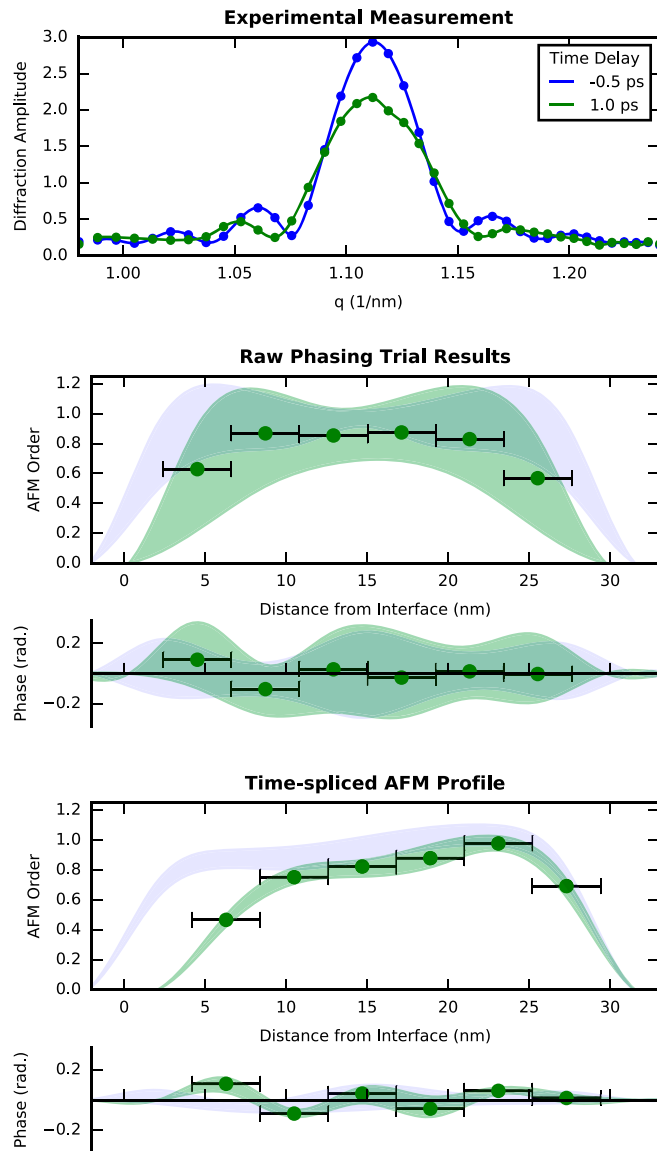 Experimental Measurement
3.0
2.5
2.0
1.5
1.0
0.5
0.0
Diffraction Amplitude
Time Delay
-0.5 ps
1.0 ps
1.00 1.05 1.10 1.15 1.20
q (1/nm)
Raw Phasing Trial Results
1.2
1.0
0.8
0.6
0.4
0.2
0.0
AFM Order
0 5 10 15 20 25 30
Distance from Interface (nm)
0.2
−0.2
Phase (rad.)
Time-spliced AFM Profile
1.2
1.0
0.8
0.6
0.4
0.2
0.0
AFM Order
0 5 10 15 20 25 30
Distance from Interface (nm)
0.2
−0.2
Phase (rad.)